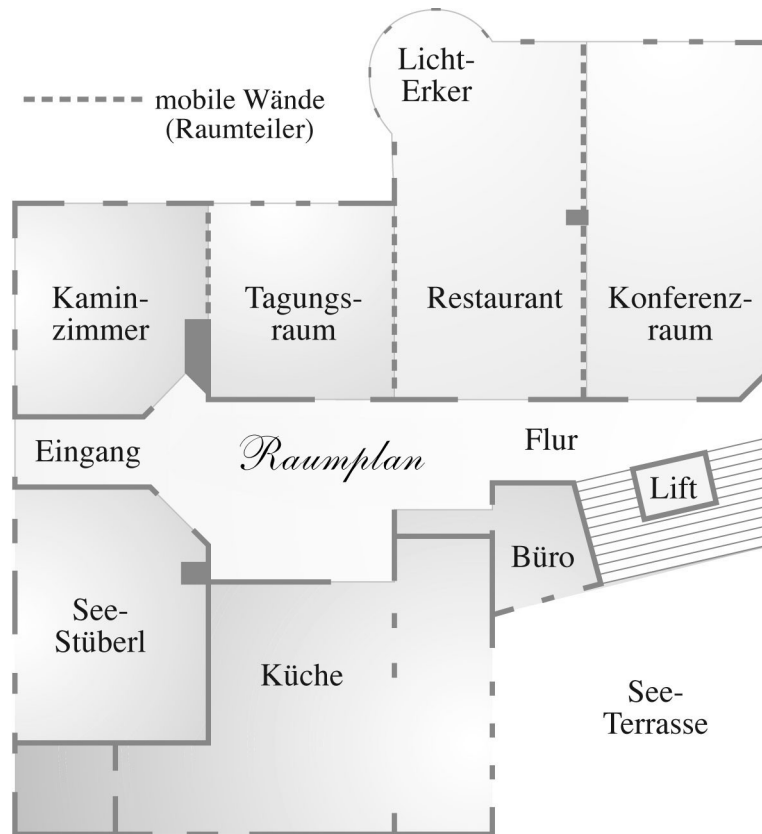 Licht-
Erker
mobile Wände
(Raumteiler)
Kamin-
zimmer
Tagungs-
raum
Restaurant
Konferenz-
raum
Eingang
Raumplan
Flur
Lift
Büro
See-
Stüberl
Küche
See-
Terrasse